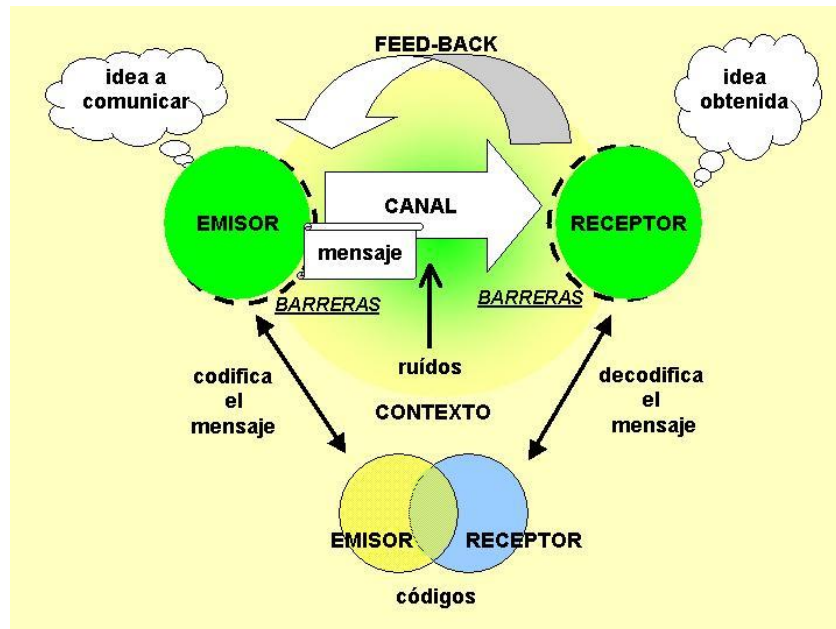 FEED-BACK
idea a
comunicar
idea
obtenida
EMISOR
CANAL
RECEPTOR
mensaje
BARRERAS
BARRERAS
ruídos
codifica
el
mensaje
decodifica
el
mensaje
CONTEXTO
EMISOR
RECEPTOR
códigos